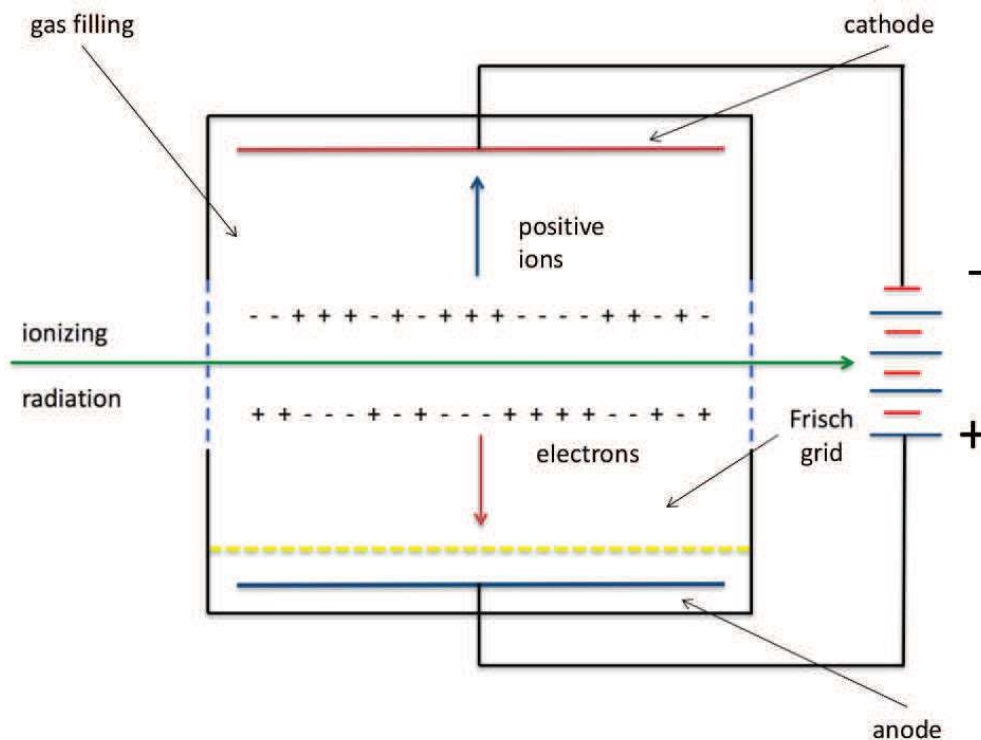 gas filling
cathode
positive
ions
-
- - + + + - + - + + + - - - - + + - + -
ionizing
radiation
+ + - - - + - + - - - + + + + - - + - +
Frisch
grid
+
electrons
anode